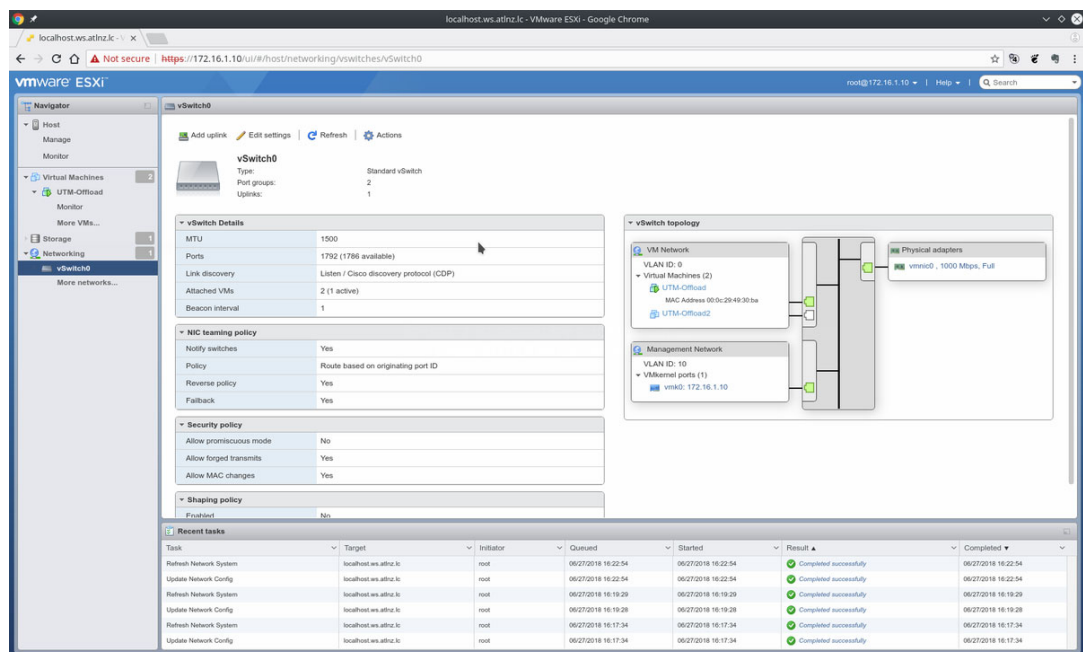 localhost.ws.atlnz.lc - VMware ESXi - Google Chrome
localhost.ws.atlnz.lc - V
Not secure | https://172.16.1.10/ui/#/host/networking/vswitches/vSwitch0
vmware ESXi
root@172.16.1.10 | Help | Search
Navigator
vSwitch0
Host
Manage
Monitor
Virtual Machines 2
UTM-Offload
Monitor
More VMs...
Storage 1
Networking 1
vSwitch0
More networks...
Add uplink Edit settings Refresh Actions
vSwitch0
Type: Standard vSwitch
Port groups: 2
Uplinks: 1
vSwitch Details
MTU 1500
Ports 1792 (1786 available)
Link discovery Listen / Cisco discovery protocol (CDP)
Attached VMs 2 (1 active)
Beacon interval 1
NIC teaming policy
Notify switches Yes
Policy Route based on originating port ID
Reverse policy Yes
Failback Yes
Security policy
Allow promiscuous mode No
Allow forged transmits Yes
Allow MAC changes Yes
Shaping policy
Enabled No
vSwitch topology
VM Network
VLAN ID: 0
Virtual Machines (2)
UTM-Offload
MAC Address 00:0c:29:49:30:ba
UTM-Offload2
Management Network
VLAN ID: 10
VMkernel ports (1)
vmk0: 172.16.1.10
Physical adapters
vmnic0 , 1000 Mbps, Full
Recent tasks
Task Target Initiator Queued Started Result Completed
Refresh Network System localhost.ws.atlnz.lc root 06/27/2018 16:22:54 06/27/2018 16:22:54 Completed successfully 06/27/2018 16:22:54
Update Network Config localhost.ws.atlnz.lc root 06/27/2018 16:22:54 06/27/2018 16:22:54 Completed successfully 06/27/2018 16:22:54
Refresh Network System localhost.ws.atlnz.lc root 06/27/2018 16:19:29 06/27/2018 16:19:29 Completed successfully 06/27/2018 16:19:29
Update Network Config localhost.ws.atlnz.lc root 06/27/2018 16:19:28 06/27/2018 16:19:28 Completed successfully 06/27/2018 16:19:28
Refresh Network System localhost.ws.atlnz.lc root 06/27/2018 16:17:34 06/27/2018 16:17:34 Completed successfully 06/27/2018 16:17:34
Update Network Config localhost.ws.atlnz.lc root 06/27/2018 16:17:34 06/27/2018 16:17:34 Completed successfully 06/27/2018 16:17:34